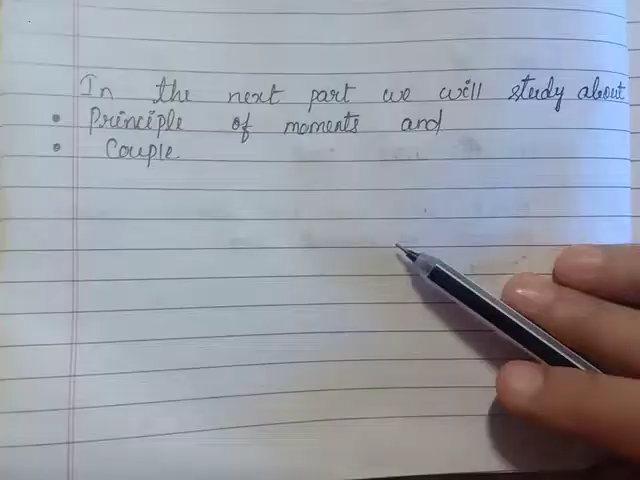 In the next part we will study about
• Principle of moments and
• Couple